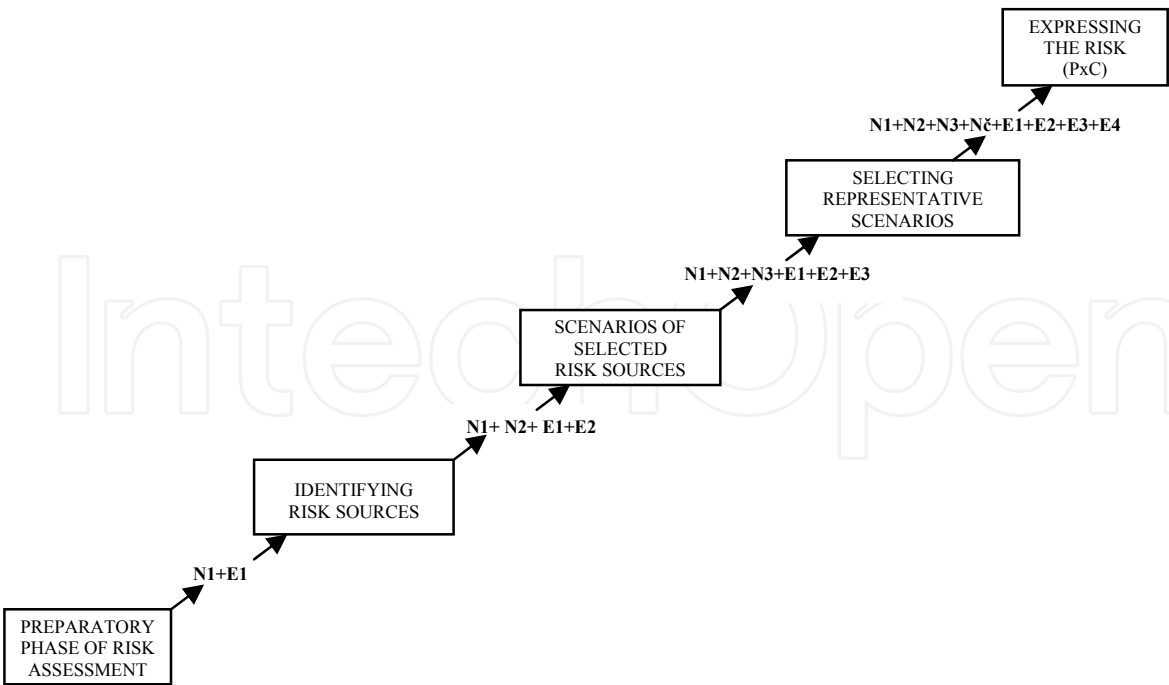 EXPRESSING
THE RISK
(PxC)
N1+N2+N3+Nč+E1+E2+E3+E4
SELECTING
REPRESENTATIVE
SCENARIOS
N1+N2+N3+E1+E2+E3
SCENARIOS OF
SELECTED
RISK SOURCES
N1+ N2+ E1+E2
IDENTIFYING
RISK SOURCES
N1+E1
PREPARATORY
PHASE OF RISK
ASSESSMENT
IntechOpen